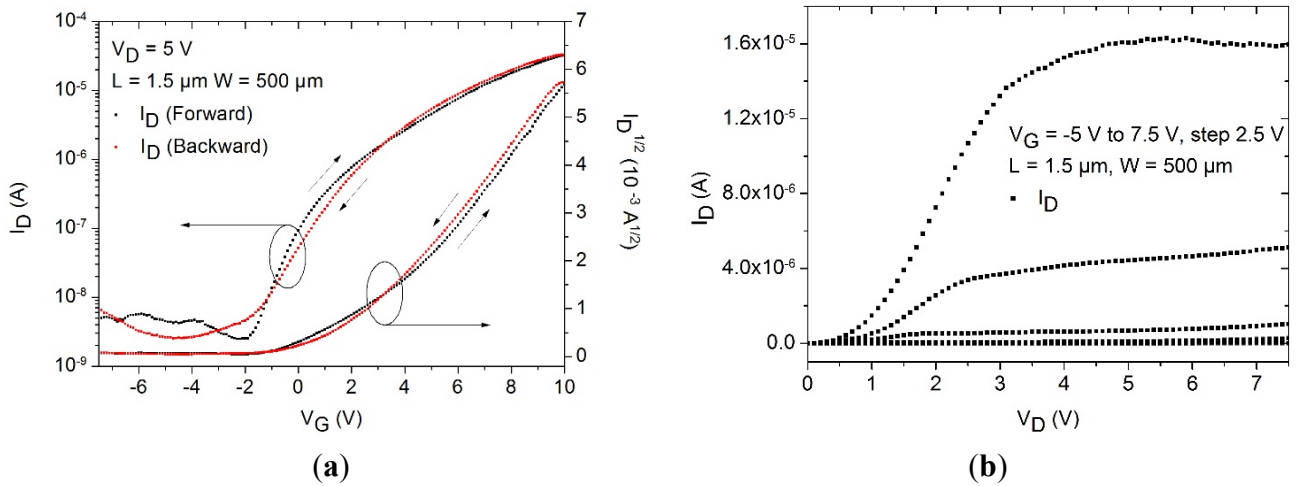 10⁻⁴
10⁻⁵
10⁻⁶
10⁻⁷
10⁻⁸
10⁻⁹
I_D (A)
V_D = 5 V
L = 1.5 µm W = 500 µm
I_D (Forward)
I_D (Backward)
7
6
5
4
3
2
1
0
I_D^1/2 (10⁻³ A^1/2)
-6 -4 -2 0 2 4 6 8 10
V_G (V)
(a)
1.6x10⁻⁵
1.2x10⁻⁵
8.0x10⁻⁶
4.0x10⁻⁶
0.0
I_D (A)
V_G = -5 V to 7.5 V, step 2.5 V
L = 1.5 µm, W = 500 µm
I_D
0 1 2 3 4 5 6 7
V_D (V)
(b)